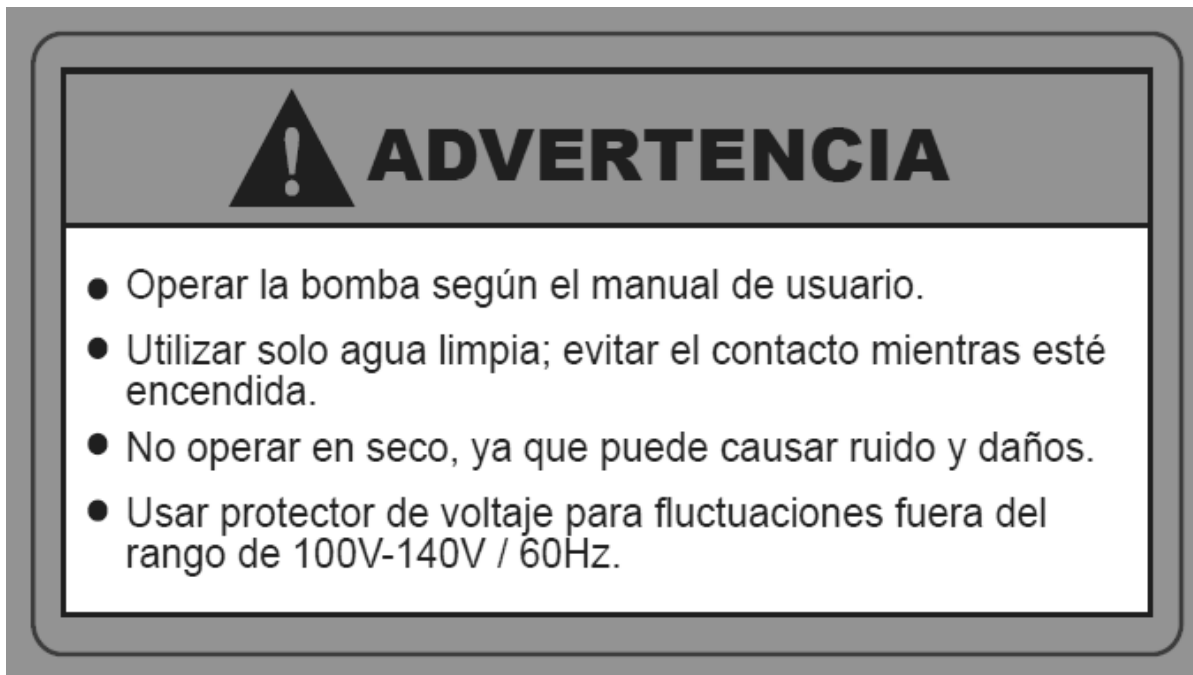 ADVERTENCIA
● Operar la bomba según el manual de usuario.
● Utilizar solo agua limpia; evitar el contacto mientras esté
encendida.
● No operar en seco, ya que puede causar ruido y daños.
● Usar protector de voltaje para fluctuaciones fuera del
rango de 100V-140V / 60Hz.